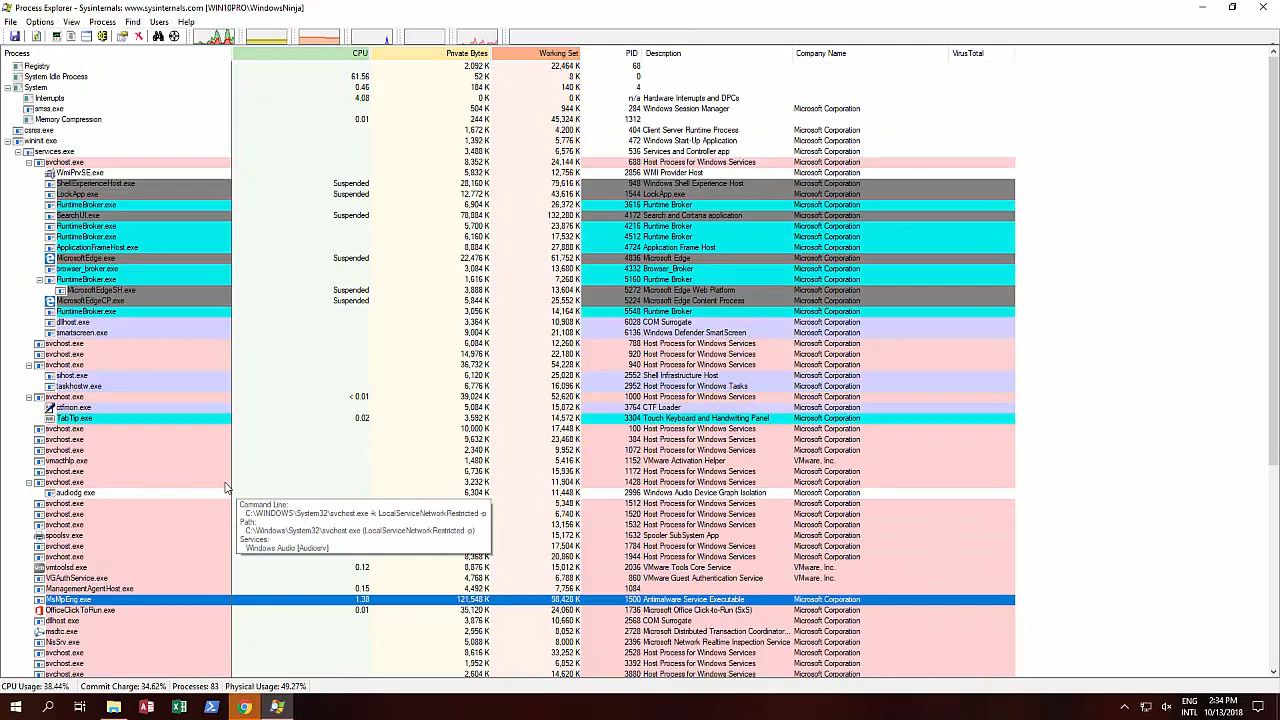 Process Explorer - Sysinternals: www.sysinternals.com [WIN10PRO\WindowsNinja]
File Options View Process Find Users Help
Process CPU Private Bytes Working Set PID Description Company Name VirusTotal
Registry 2,092 K 22,464 K 68
System Idle Process 61.56 52 K 8 K 0
System 0.46 184 K 140 K 4
Interrupts 4.08 0 K 0 K n/a Hardware Interrupts and DPCs
smss.exe 504 K 944 K 284 Windows Session Manager Microsoft Corporation
Memory Compression 0.01 244 K 45,324 K 1312
csrss.exe 1,672 K 4,200 K 404 Client Server Runtime Process Microsoft Corporation
wininit.exe 1,392 K 5,776 K 472 Windows Start-Up Application Microsoft Corporation
services.exe 3,488 K 6,576 K 536 Services and Controller app Microsoft Corporation
svchost.exe 8,352 K 24,144 K 688 Host Process for Windows Services Microsoft Corporation
WmiPrvSE.exe 5,832 K 12,756 K 2856 WMI Provider Host Microsoft Corporation
ShellExperienceHost.exe Suspended 28,160 K 79,616 K 948 Windows Shell Experience Host Microsoft Corporation
LockApp.exe Suspended 12,772 K 43,616 K 1544 LockApp.exe Microsoft Corporation
RuntimeBroker.exe 6,904 K 26,372 K 3616 Runtime Broker Microsoft Corporation
SearchUI.exe Suspended 78,884 K 132,280 K 4172 Search and Cortana application Microsoft Corporation
RuntimeBroker.exe 5,700 K 23,876 K 4216 Runtime Broker Microsoft Corporation
RuntimeBroker.exe 6,160 K 17,532 K 4512 Runtime Broker Microsoft Corporation
ApplicationFrameHost.exe 8,884 K 27,888 K 4724 Application Frame Host Microsoft Corporation
MicrosoftEdge.exe Suspended 22,476 K 61,752 K 4836 Microsoft Edge Microsoft Corporation
browser_broker.exe 3,084 K 13,680 K 4332 Browser_Broker Microsoft Corporation
RuntimeBroker.exe 1,616 K 7,268 K 5160 Runtime Broker Microsoft Corporation
MicrosoftEdgeSH.exe Suspended 3,888 K 13,604 K 5272 Microsoft Edge Web Platform Microsoft Corporation
MicrosoftEdgeCP.exe Suspended 5,844 K 25,552 K 5224 Microsoft Edge Content Process Microsoft Corporation
RuntimeBroker.exe 3,056 K 14,164 K 5548 Runtime Broker Microsoft Corporation
dllhost.exe 3,364 K 10,908 K 6028 COM Surrogate Microsoft Corporation
smartscreen.exe 9,004 K 21,108 K 6136 Windows Defender SmartScreen Microsoft Corporation
svchost.exe 6,084 K 12,260 K 788 Host Process for Windows Services Microsoft Corporation
svchost.exe 14,976 K 22,180 K 920 Host Process for Windows Services Microsoft Corporation
svchost.exe 36,732 K 54,228 K 940 Host Process for Windows Services Microsoft Corporation
sihost.exe 6,120 K 25,028 K 2552 Shell Infrastructure Host Microsoft Corporation
taskhostw.exe 6,776 K 16,096 K 2952 Host Process for Windows Tasks Microsoft Corporation
svchost.exe < 0.01 39,024 K 52,620 K 1000 Host Process for Windows Services Microsoft Corporation
ctfmon.exe 5,084 K 15,872 K 3764 CTF Loader Microsoft Corporation
TabTip.exe 0.02 3,592 K 14,572 K 3304 Touch Keyboard and Handwriting Panel Microsoft Corporation
svchost.exe 10,000 K 17,448 K 100 Host Process for Windows Services Microsoft Corporation
svchost.exe 9,632 K 23,468 K 384 Host Process for Windows Services Microsoft Corporation
svchost.exe 2,340 K 9,952 K 1072 Host Process for Windows Services Microsoft Corporation
vmacthlp.exe 1,480 K 5,416 K 1152 VMware Activation Helper VMware, Inc.
svchost.exe 6,736 K 15,936 K 1172 Host Process for Windows Services Microsoft Corporation
svchost.exe 3,232 K 11,904 K 1428 Host Process for Windows Services Microsoft Corporation
audiodg.exe 6,304 K 11,448 K 2996 Windows Audio Device Graph Isolation Microsoft Corporation
svchost.exe 5,348 K 1512 Host Process for Windows Services Microsoft Corporation
svchost.exe 6,740 K 1520 Host Process for Windows Services Microsoft Corporation
svchost.exe 13,156 K 1532 Host Process for Windows Services Microsoft Corporation
spoolsv.exe 15,172 K 1632 Spooler SubSystem App Microsoft Corporation
svchost.exe 17,504 K 1784 Host Process for Windows Services Microsoft Corporation
svchost.exe 8,360 K 20,860 K 1944 Host Process for Windows Services Microsoft Corporation
Command Line:
C:\WINDOWS\System32\svchost.exe -k LocalServiceNetworkRestricted -p
Path:
C:\Windows\System32\svchost.exe (LocalServiceNetworkRestricted -p)
Services:
Windows Audio [Audiosrv]
vmtoolsd.exe 0.12 8,876 K 15,012 K 2036 VMware Tools Core Service VMware, Inc.
VGAuthService.exe 4,768 K 6,788 K 860 VMware Guest Authentication Service VMware, Inc.
ManagementAgentHost.exe 0.15 4,492 K 7,756 K 1084
MsMpEng.exe 1.38 121,548 K 98,428 K 1500 Antimalware Service Executable Microsoft Corporation
OfficeClickToRun.exe 0.01 35,120 K 24,060 K 1736 Microsoft Office Click-to-Run (SxS) Microsoft Corporation
dllhost.exe 3,876 K 10,660 K 2568 COM Surrogate Microsoft Corporation
msdtc.exe 2,956 K 8,052 K 2728 Microsoft Distributed Transaction Coordinator... Microsoft Corporation
NisSrv.exe 5,088 K 8,000 K 2396 Microsoft Network Realtime Inspection Service Microsoft Corporation
svchost.exe 8,616 K 33,252 K 2528 Host Process for Windows Services Microsoft Corporation
svchost.exe 1,952 K 6,852 K 3392 Host Process for Windows Services Microsoft Corporation
svchost.exe 2,604 K 14,620 K 3880 Host Process for Windows Services Microsoft Corporation
CPU Usage: 38.44% Commit Charge: 34.62% Processes: 83 Physical Usage: 49.27%
ENG 2:34 PM
INTL 10/13/2018